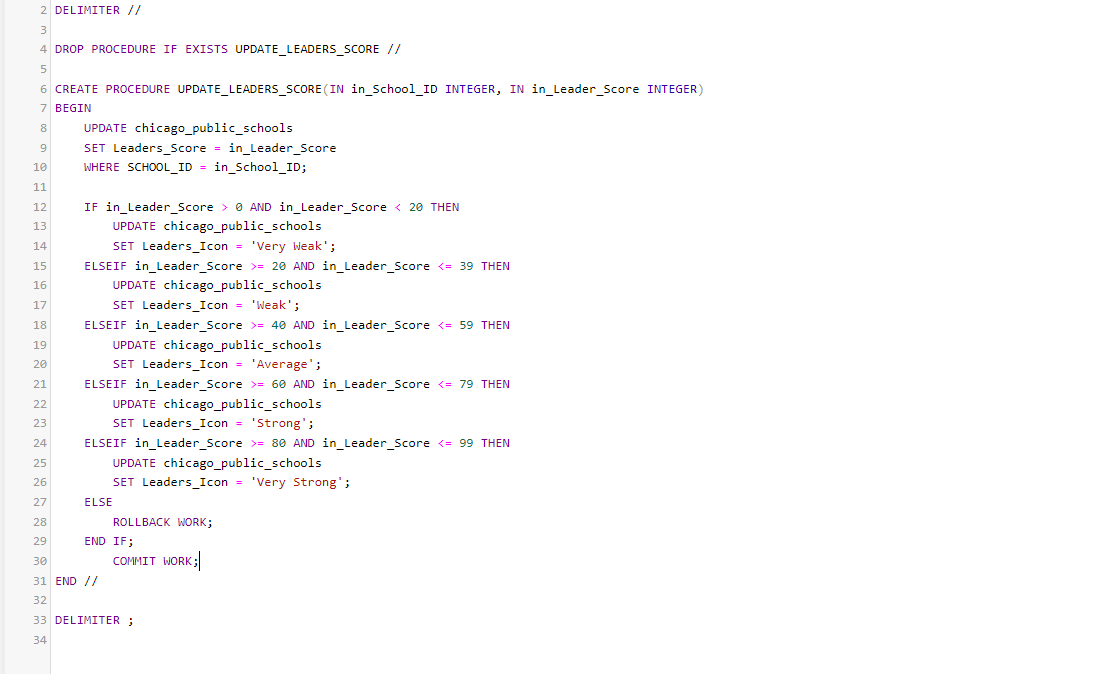 2 DELIMITER //
3
4 DROP PROCEDURE IF EXISTS UPDATE_LEADERS_SCORE //
5
6 CREATE PROCEDURE UPDATE_LEADERS_SCORE(IN in_School_ID INTEGER, IN in_Leader_Score INTEGER)
7 BEGIN
8     UPDATE chicago_public_schools
9     SET Leaders_Score = in_Leader_Score
10     WHERE SCHOOL_ID = in_School_ID;
11
12     IF in_Leader_Score > 0 AND in_Leader_Score < 20 THEN
13         UPDATE chicago_public_schools
14         SET Leaders_Icon = 'Very Weak';
15     ELSEIF in_Leader_Score >= 20 AND in_Leader_Score <= 39 THEN
16         UPDATE chicago_public_schools
17         SET Leaders_Icon = 'Weak';
18     ELSEIF in_Leader_Score >= 40 AND in_Leader_Score <= 59 THEN
19         UPDATE chicago_public_schools
20         SET Leaders_Icon = 'Average';
21     ELSEIF in_Leader_Score >= 60 AND in_Leader_Score <= 79 THEN
22         UPDATE chicago_public_schools
23         SET Leaders_Icon = 'Strong';
24     ELSEIF in_Leader_Score >= 80 AND in_Leader_Score <= 99 THEN
25         UPDATE chicago_public_schools
26         SET Leaders_Icon = 'Very Strong';
27     ELSE
28         ROLLBACK WORK;
29     END IF;
30         COMMIT WORK;
31 END //
32
33 DELIMITER ;
34